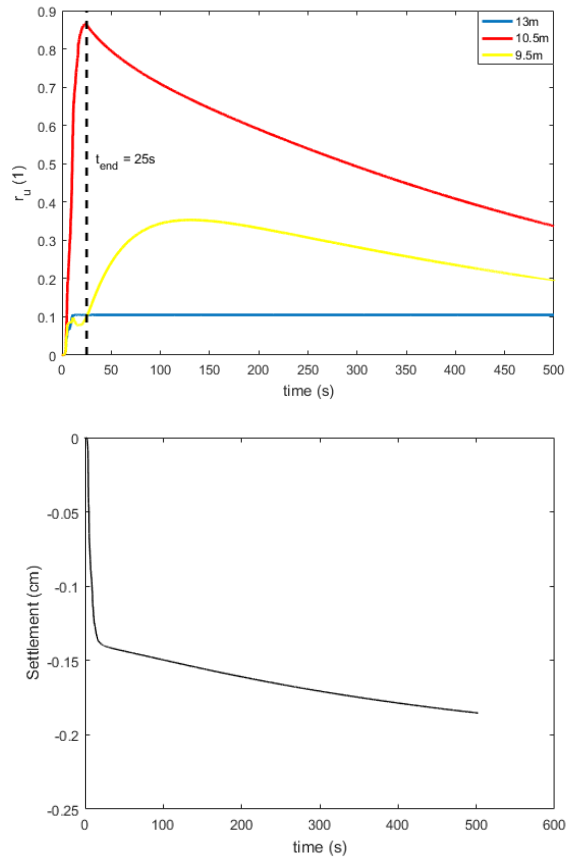 0.9
0.8
0.7
0.6
0.5
0.4
0.3
0.2
0.1
0
r_u (1)
13m
10.5m
9.5m
t_end = 25s
0 50 100 150 200 250 300 350 400 450 500
time (s)
0
-0.05
-0.1
-0.15
-0.2
-0.25
Settlement (cm)
0 100 200 300 400 500 600
time (s)